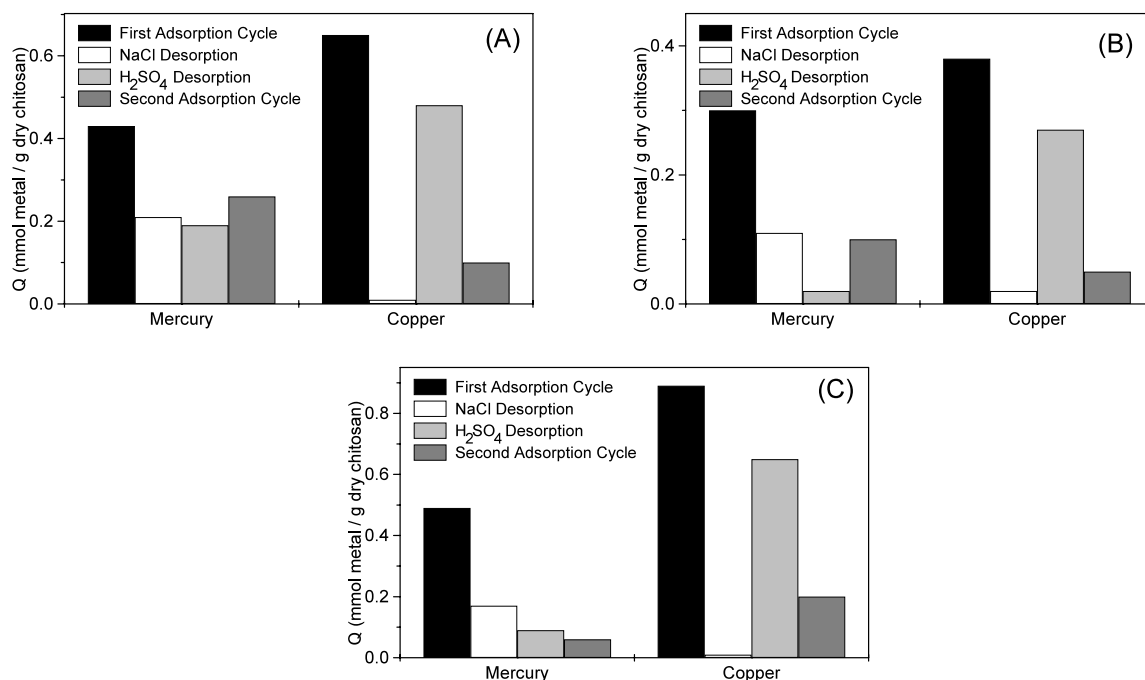 First Adsorption Cycle
NaCl Desorption
H₂SO₄ Desorption
Second Adsorption Cycle
(A)
Q (mmol metal / g dry chitosan)
0.6
0.4
0.2
0.0
Mercury
Copper
First Adsorption Cycle
NaCl Desorption
H₂SO₄ Desorption
Second Adsorption Cycle
(B)
Q (mmol metal / g dry chitosan)
0.4
0.2
0.0
Mercury
Copper
First Adsorption Cycle
NaCl Desorption
H₂SO₄ Desorption
Second Adsorption Cycle
(C)
Q (mmol metal / g dry chitosan)
0.8
0.6
0.4
0.2
0.0
Mercury
Copper